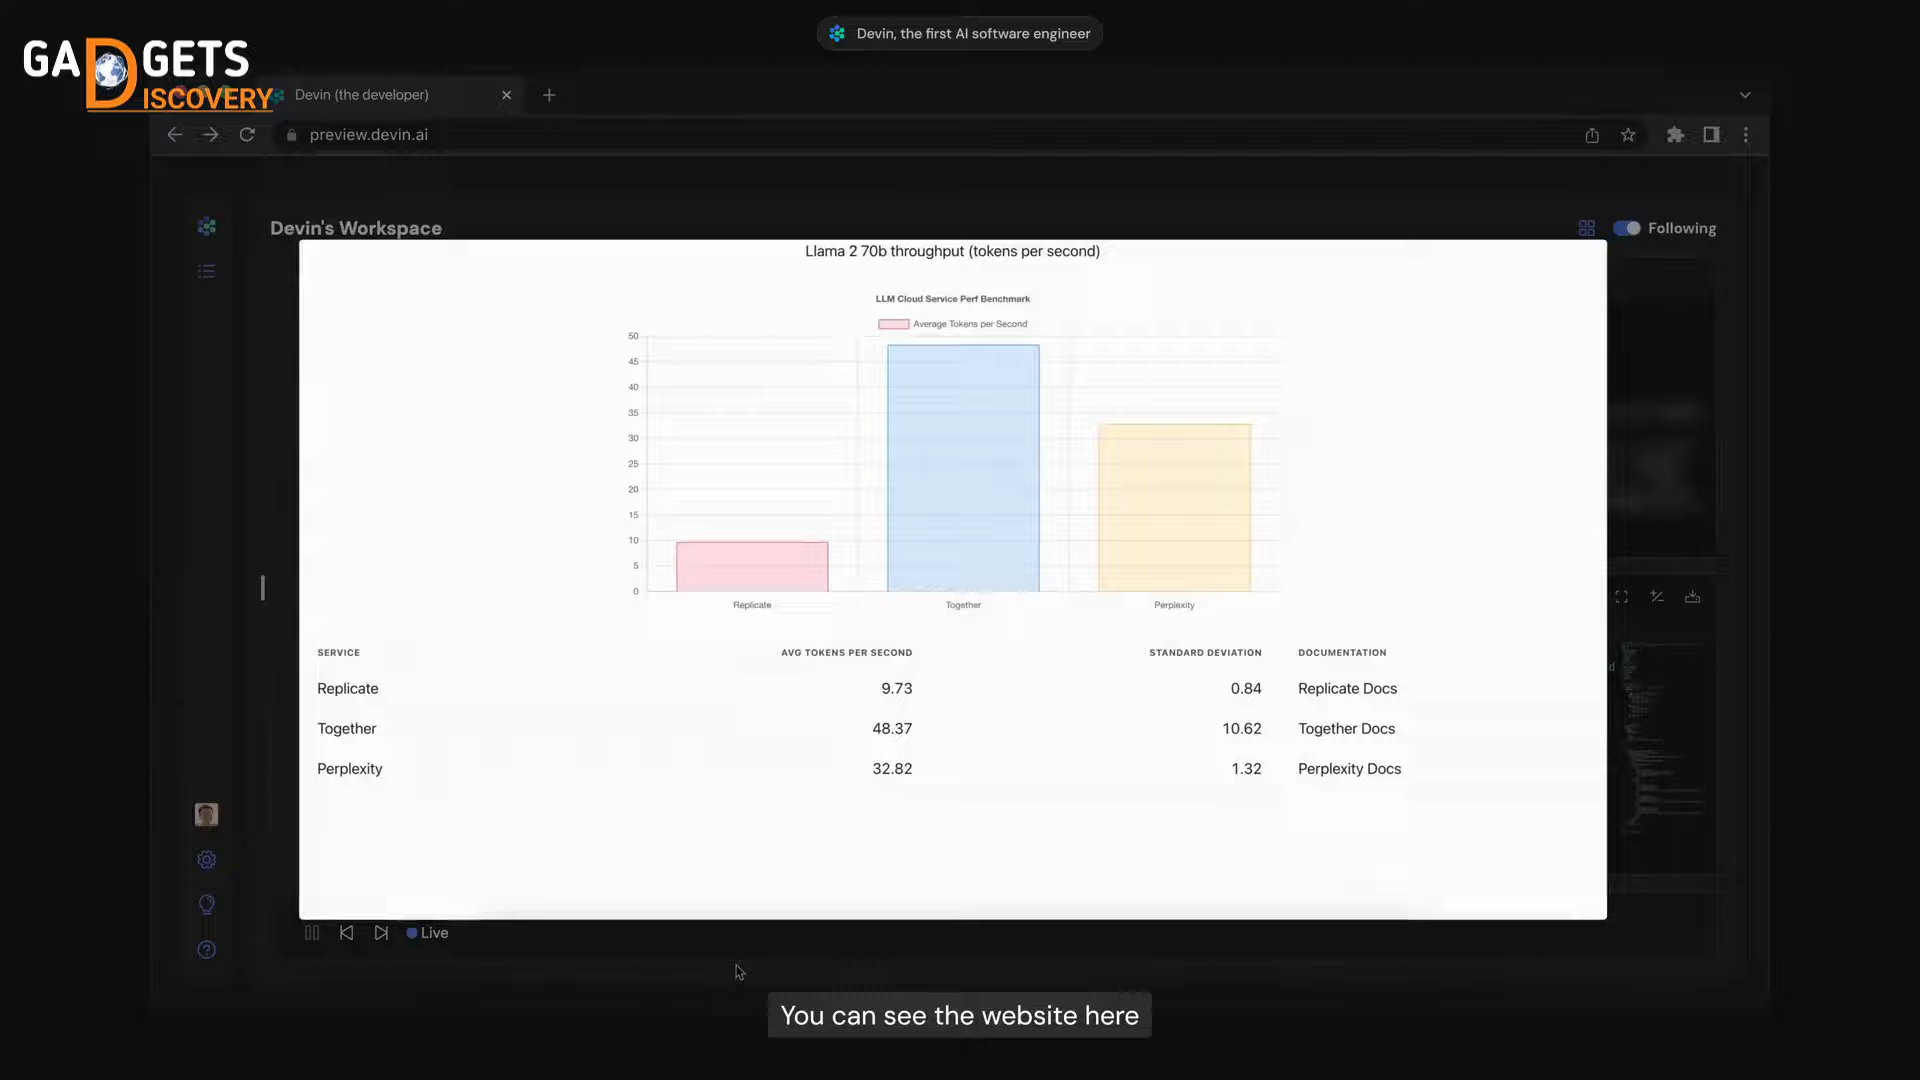 Devin, the first AI software engineer
GADGETS
DISCOVERY
Devin (the developer)
preview.devin.ai
Devin's Workspace
Following
Llama 2 70b throughput (tokens per second)
LLM Cloud Service Perf Benchmark
Average Tokens per Second
50
45
40
35
30
25
20
15
10
5
0
Replicate Together Perplexity
SERVICE AVG TOKENS PER SECOND STANDARD DEVIATION DOCUMENTATION
Replicate 9.73 0.84 Replicate Docs
Together 48.37 10.62 Together Docs
Perplexity 32.82 1.32 Perplexity Docs
Live
You can see the website here